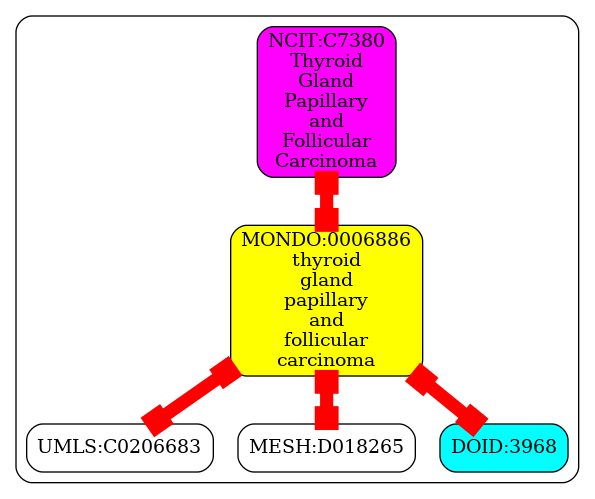 NCIT:C7380
Thyroid
Gland
Papillary
and
Follicular
Carcinoma
MONDO:0006886
thyroid
gland
papillary
and
follicular
carcinoma
UMLS:C0206683
MESH:D018265
DOID:3968